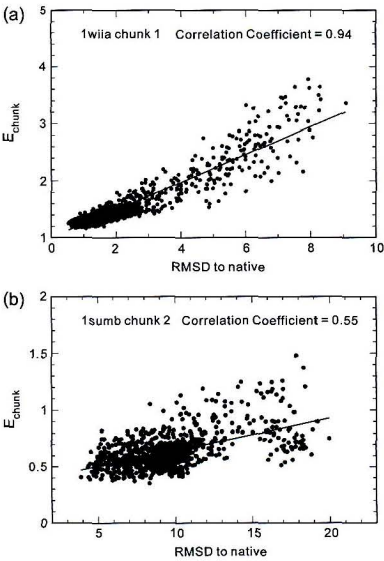 (a)
5
1wiia chunk 1 Correlation Coefficient = 0.94
4
E chunk
3
2
1
0 2 4 6 8 10
RMSD to native
(b)
2
1sumb chunk 2 Correlation Coefficient = 0.55
1.5
E chunk
1
0.5
0
5 10 15 20
RMSD to native